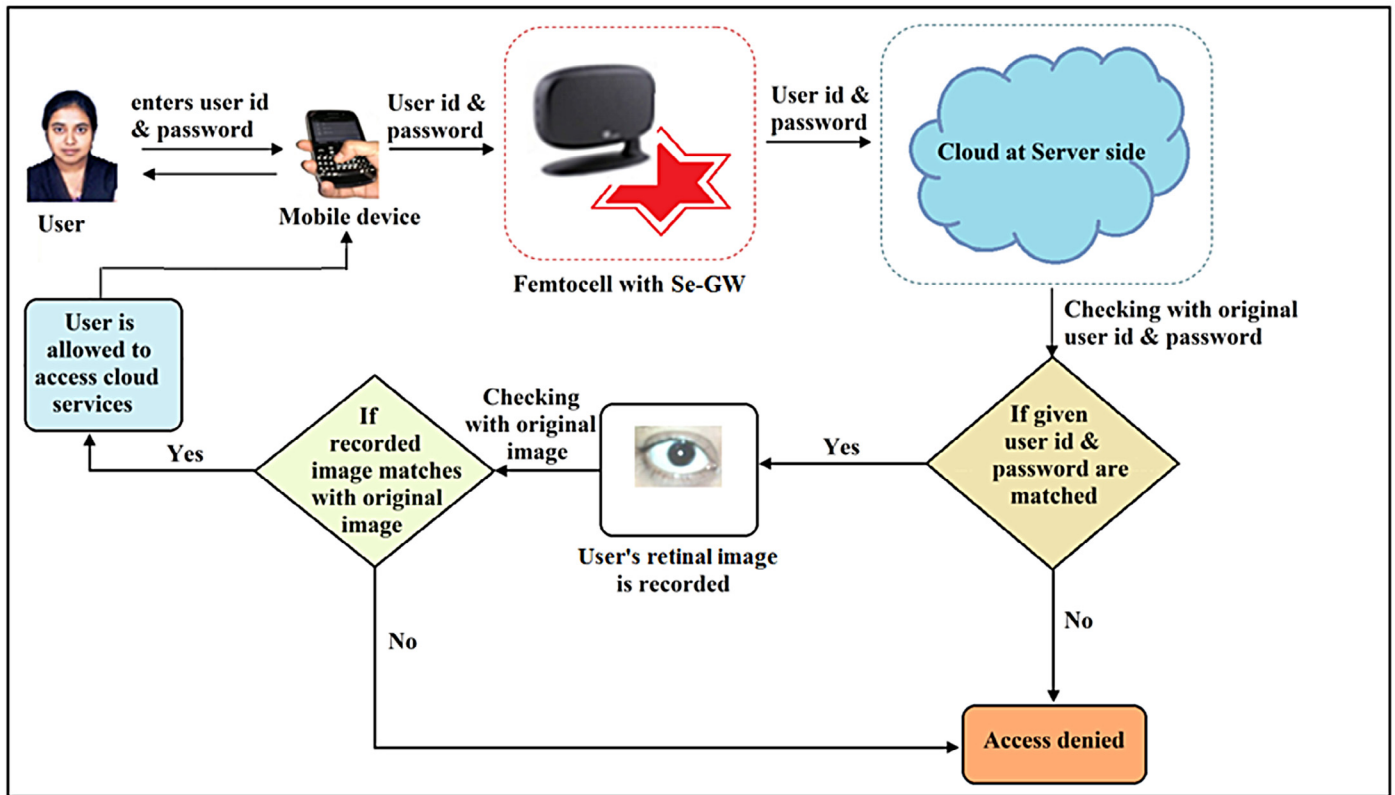 enters user id
& password
User id &
password
User id &
password
Cloud at Server side
User
Mobile device
Femtocell with Se-GW
Checking with original
user id & password
User is
allowed to
access cloud
services
Yes
If
recorded
image matches
with original
image
Checking
with original
image
User's retinal image
is recorded
Yes
If given
user id &
password are
matched
No
No
Access denied